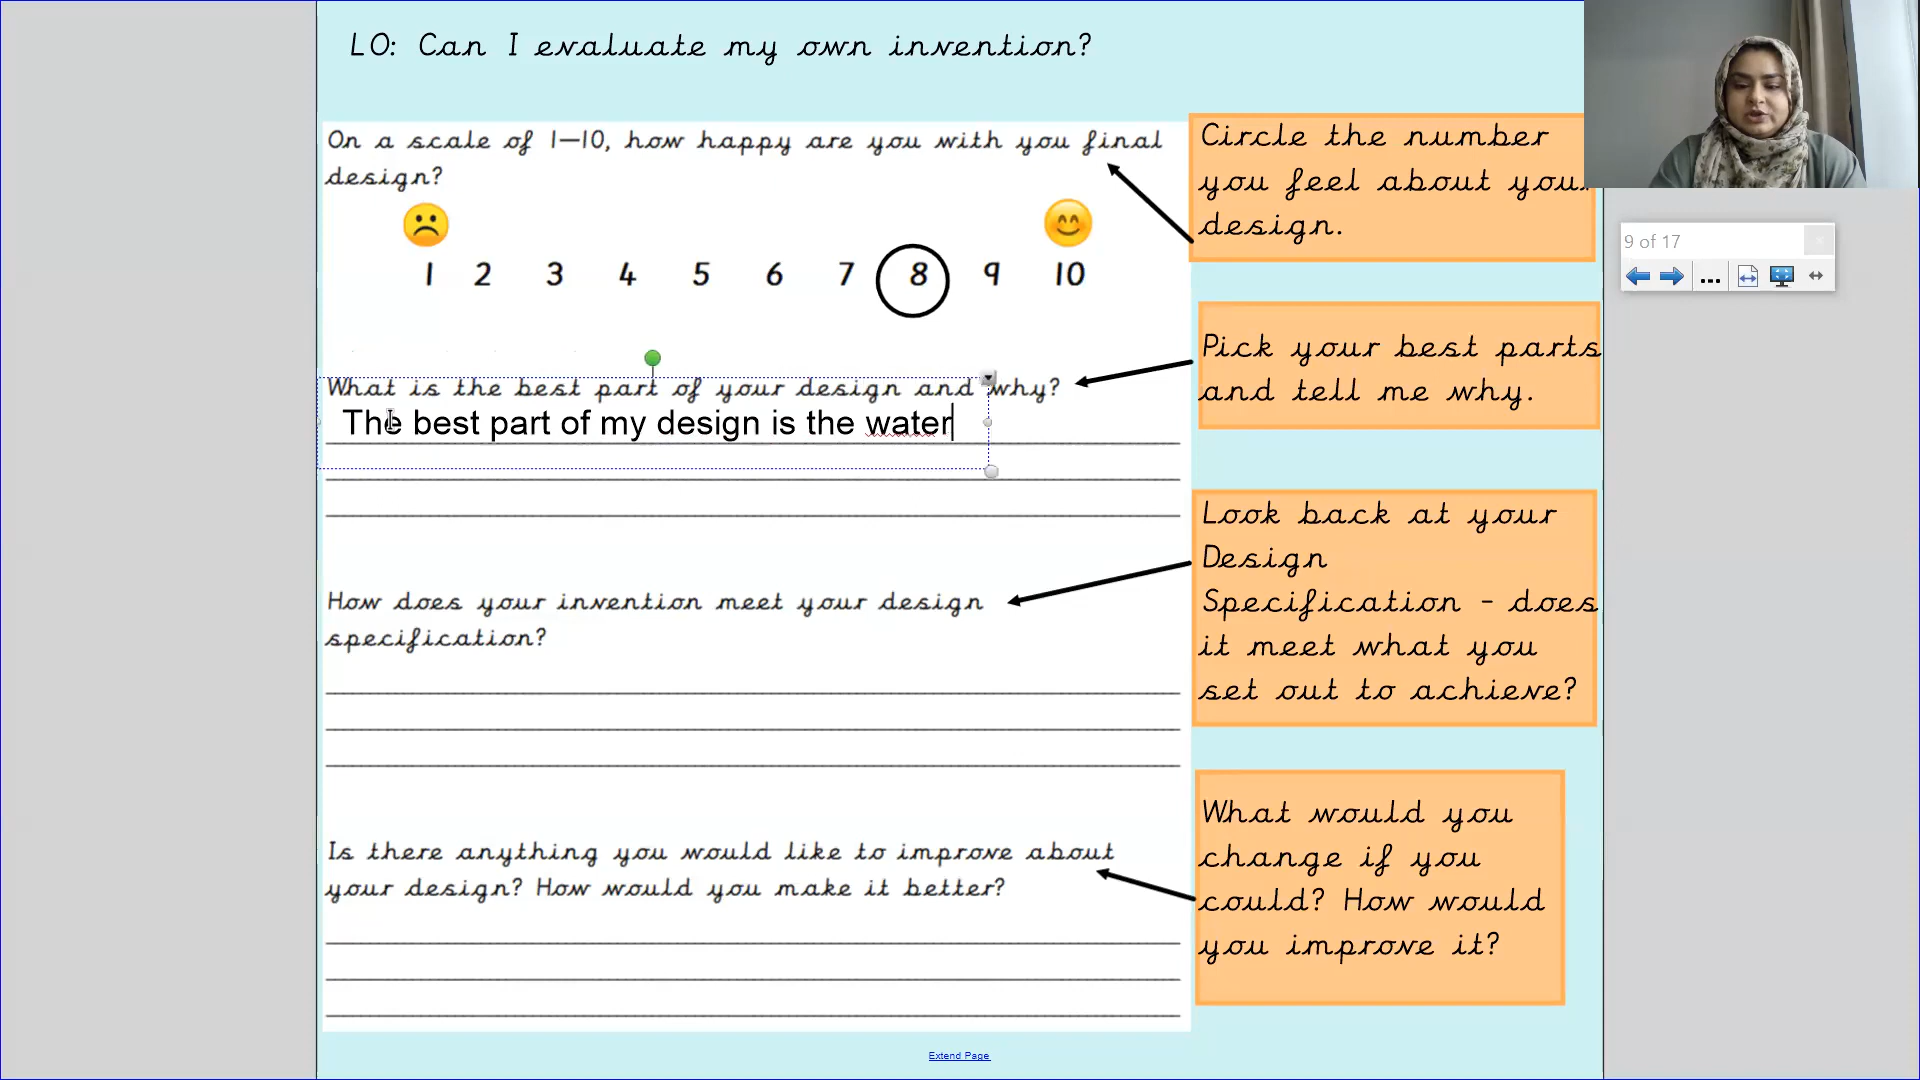 LO: Can I evaluate my own invention?
On a scale of 1-10, how happy are you with you final
design?
1 2 3 4 5 6 7 8 9 10
What is the best part of your design and why?
The best part of my design is the water
How does your invention meet your design
specification?
Is there anything you would like to improve about
your design? How would you make it better?
Circle the number
you feel about your
design.
Pick your best parts
and tell me why.
Look back at your
Design
Specification - does
it meet what you
set out to achieve?
What would you
change if you
could? How would
you improve it?
9 of 17
...
Extend Page